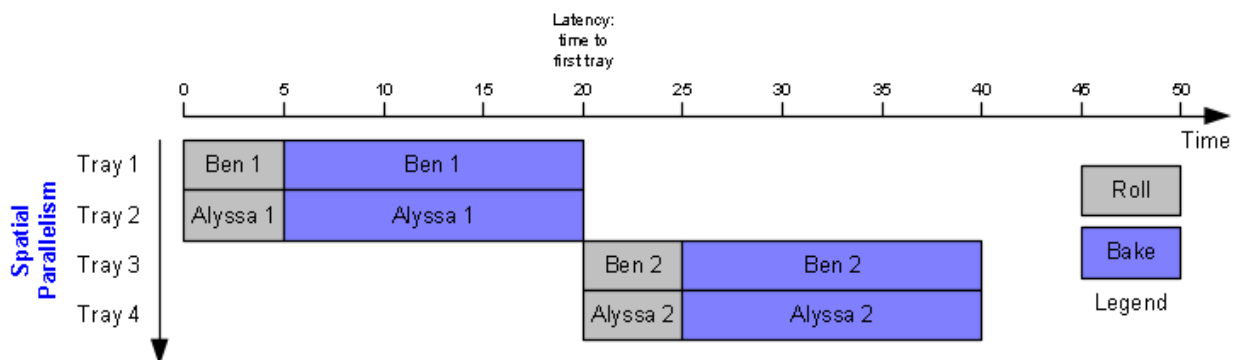 Latency:
time to
first tray
0 5 10 15 20 25 30 35 40 45 50
Time
Spatial
Parallelism
Tray 1 Ben 1 Ben 1
Tray 2 Alyssa 1 Alyssa 1
Tray 3 Ben 2 Ben 2
Tray 4 Alyssa 2 Alyssa 2
Roll
Bake
Legend